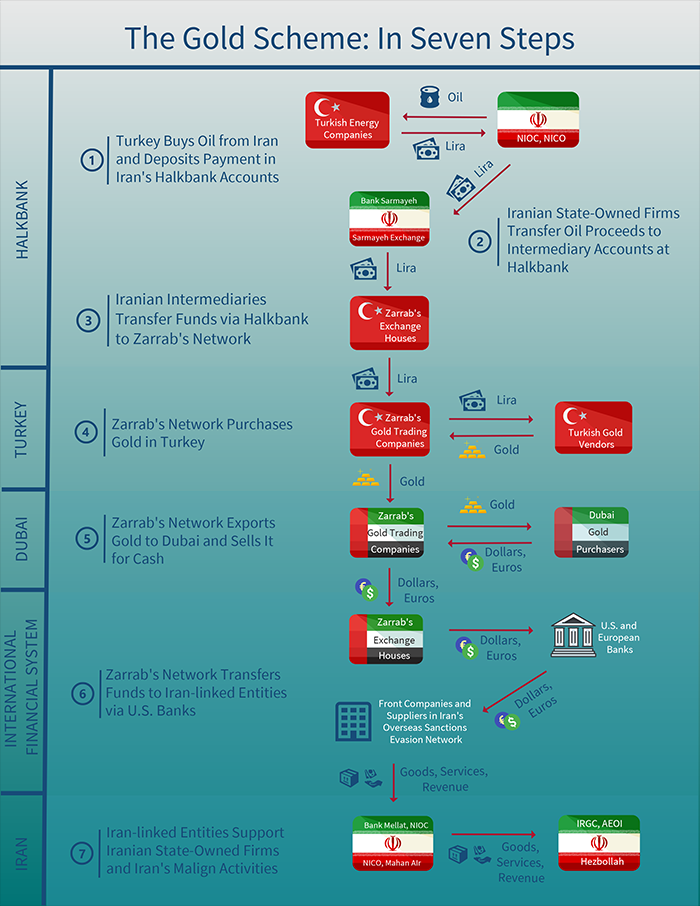 The Gold Scheme: In Seven Steps
HALKBANK
Oil
Turkish Energy
Companies
NIOC, NICO
Lira
1
Turkey Buys Oil from Iran
and Deposits Payment in
Iran's Halkbank Accounts
Lira
Bank Sarmayeh
Sarmayeh Exchange
2
Iranian State-Owned Firms
Transfer Oil Proceeds to
Intermediary Accounts at
Halkbank
Lira
3
Iranian Intermediaries
Transfer Funds via Halkbank
to Zarrab's Network
Zarrab's
Exchange
Houses
Lira
TURKEY
4
Zarrab's Network Purchases
Gold in Turkey
Zarrab's
Gold Trading
Companies
Lira
Gold
Turkish Gold
Vendors
Gold
DUBAI
5
Zarrab's Network Exports
Gold to Dubai and Sells It
for Cash
Zarrab's
Gold Trading
Companies
Gold
Dollars,
Euros
Dubai
Gold
Purchasers
€
$
Dollars,
Euros
€
$
INTERNATIONAL
FINANCIAL SYSTEM
Zarrab's
Exchange
Houses
Dollars,
Euros
€
$
U.S. and
European
Banks
6
Zarrab's Network Transfers
Funds to Iran-linked Entities
via U.S. Banks
Dollars,
Euros
€
$
Front Companies and
Suppliers in Iran's
Overseas Sanctions
Evasion Network
Goods, Services,
Revenue
IRAN
7
Iran-linked Entities Support
Iranian State-Owned Firms
and Iran's Malign Activities
Bank Mellat, NIOC
NICO, Mahan AIr
Goods,
Services,
Revenue
IRGC, AEOI
Hezbollah